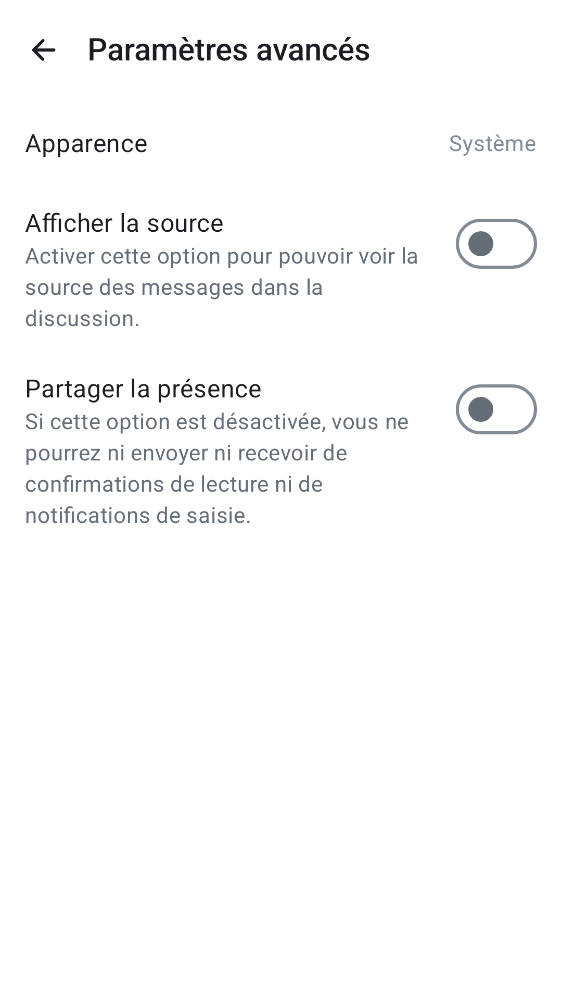 Paramètres avancés
Apparence
Système
Afficher la source
Activer cette option pour pouvoir voir la
source des messages dans la
discussion.
Partager la présence
Si cette option est désactivée, vous ne
pourrez ni envoyer ni recevoir de
confirmations de lecture ni de
notifications de saisie.